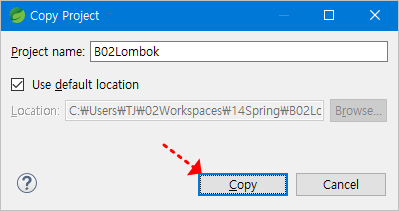 Copy Project
Project name: B02Lombok
Use default location
Location: C:₩Users₩TJ₩02Workspaces₩14Spring₩B02Lc Browse...
? Copy Cancel